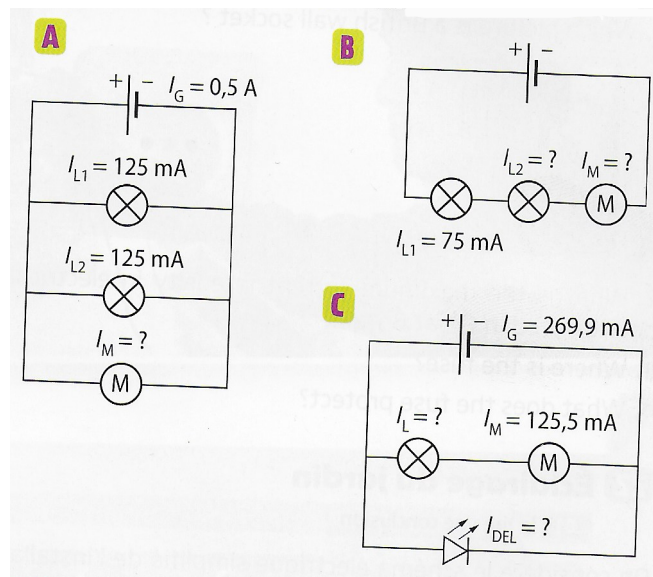 A
+ − I_G = 0,5 A
I_L1 = 125 mA
I_L2 = 125 mA
I_M = ?
M
B
+ −
I_L2 = ? I_M = ?
M
I_L1 = 75 mA
C
+ − I_G = 269,9 mA
I_L = ? I_M = 125,5 mA
M
I_DEL = ?